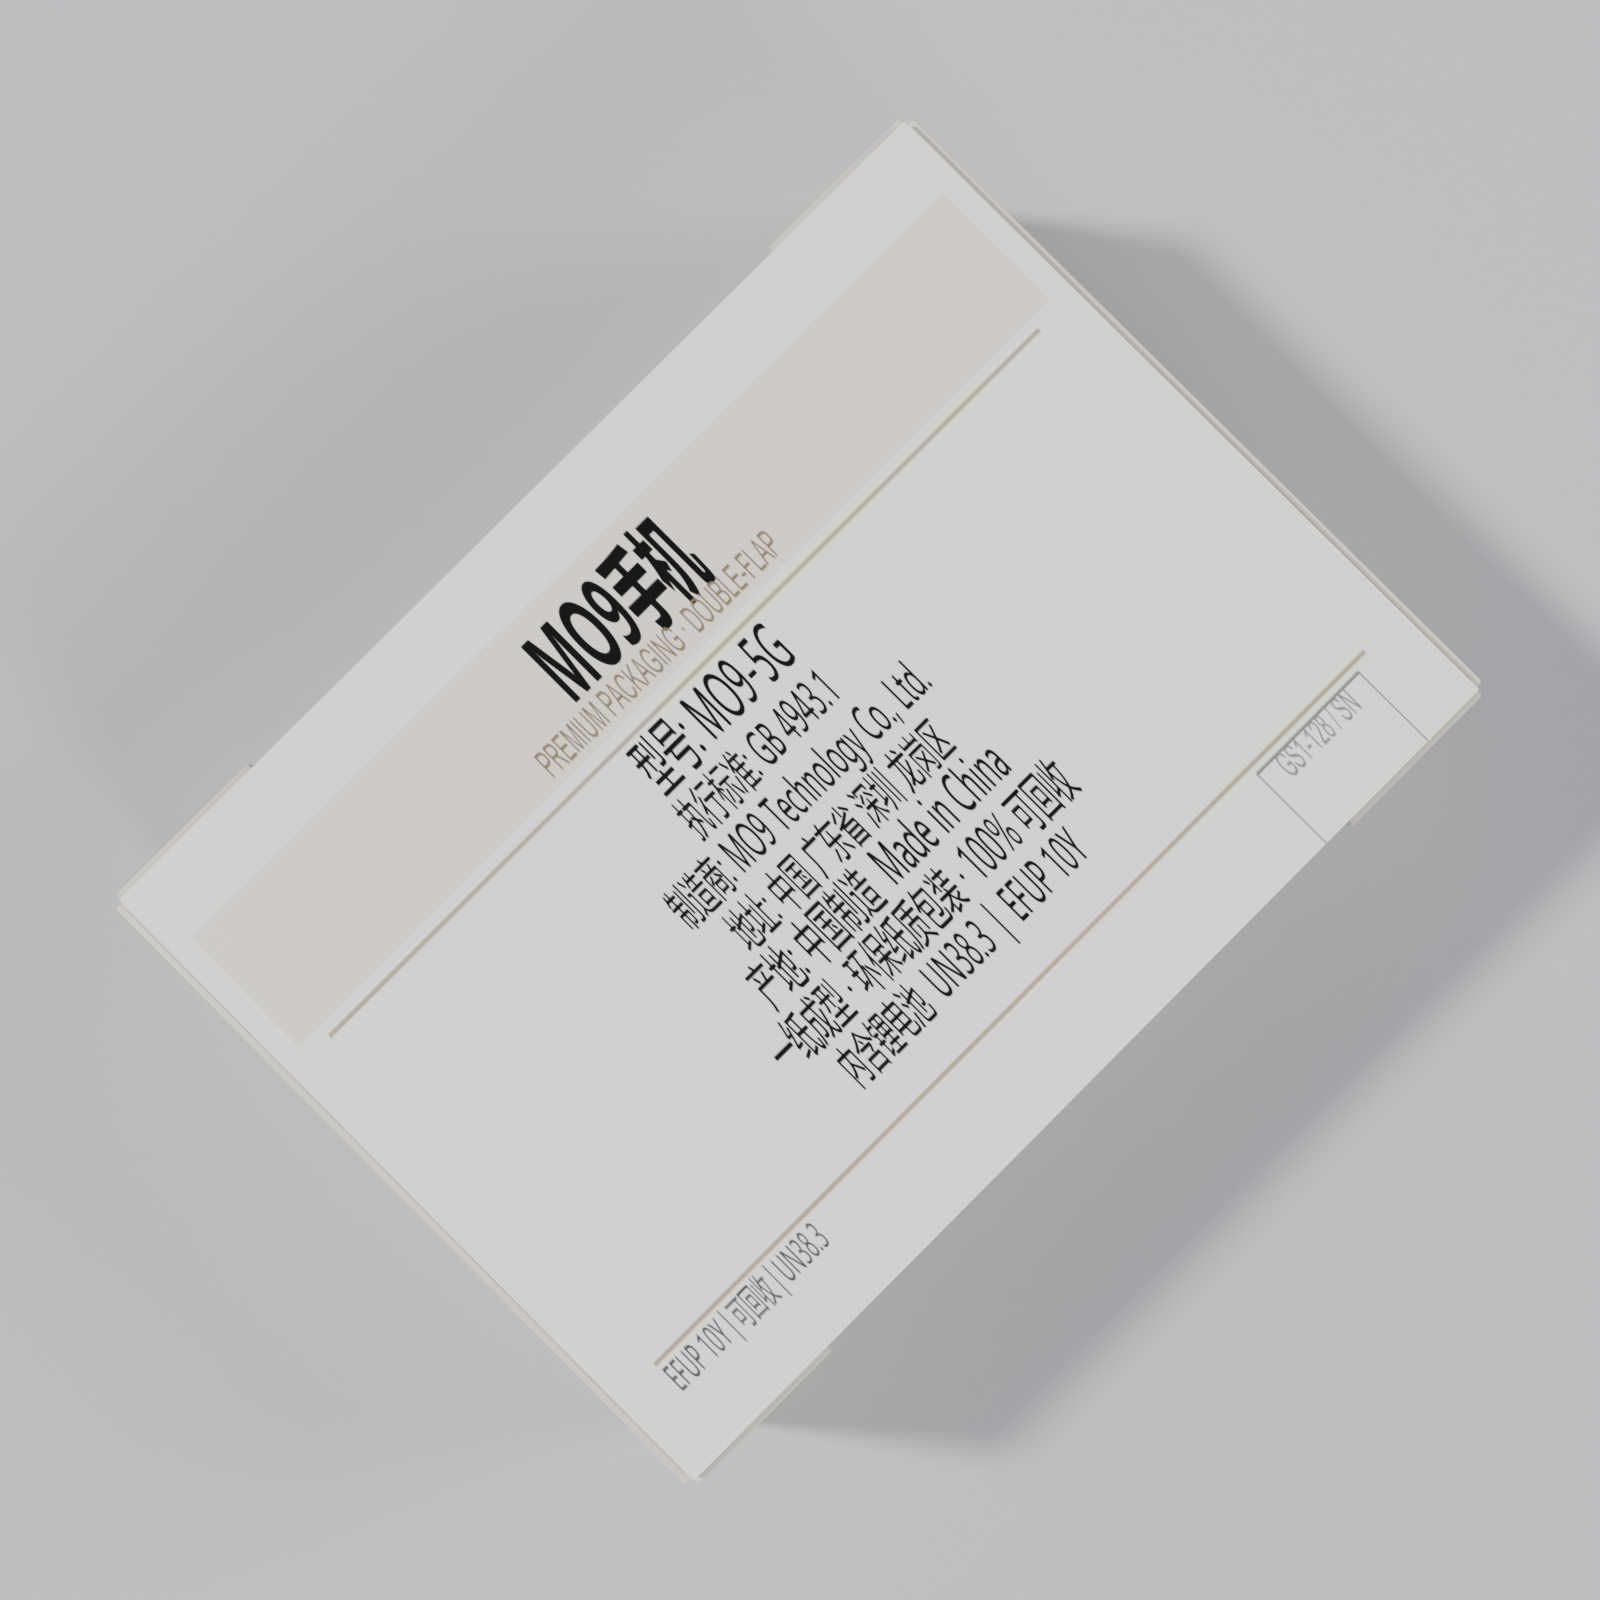 MO9手机
PREMIUM PACKAGING · DOUBLE-FLAP
型号: MO9-5G
执行标准: GB 4943.1
制造商: MO9 Technology Co., Ltd.
地址: 中国 广东省 深圳 龙岗区
产地: 中国制造 Made in China
一纸成型 · 环保纸质包装 · 100% 可回收
内含锂电池 UN38.3 | EFUP 10Y
EFUP 10Y | 可回收 | UN38.3
GS1-128 / SN